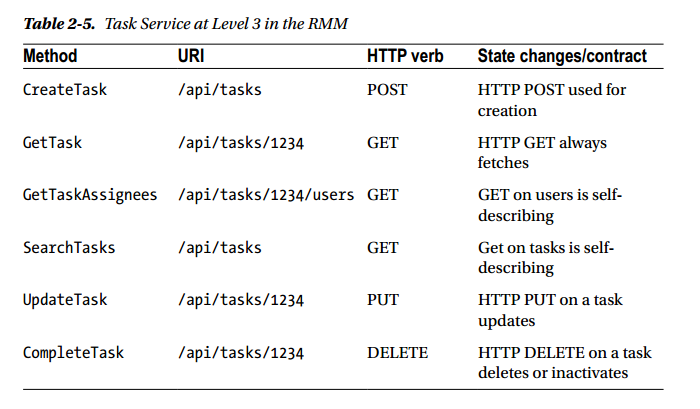 Table 2-5. Task Service at Level 3 in the RMM
Method URI HTTP verb State changes/contract
CreateTask /api/tasks POST HTTP POST used for
creation
GetTask /api/tasks/1234 GET HTTP GET always
fetches
GetTaskAssignees /api/tasks/1234/users GET GET on users is self-
describing
SearchTasks /api/tasks GET Get on tasks is self-
describing
UpdateTask /api/tasks/1234 PUT HTTP PUT on a task
updates
CompleteTask /api/tasks/1234 DELETE HTTP DELETE on a task
deletes or inactivates